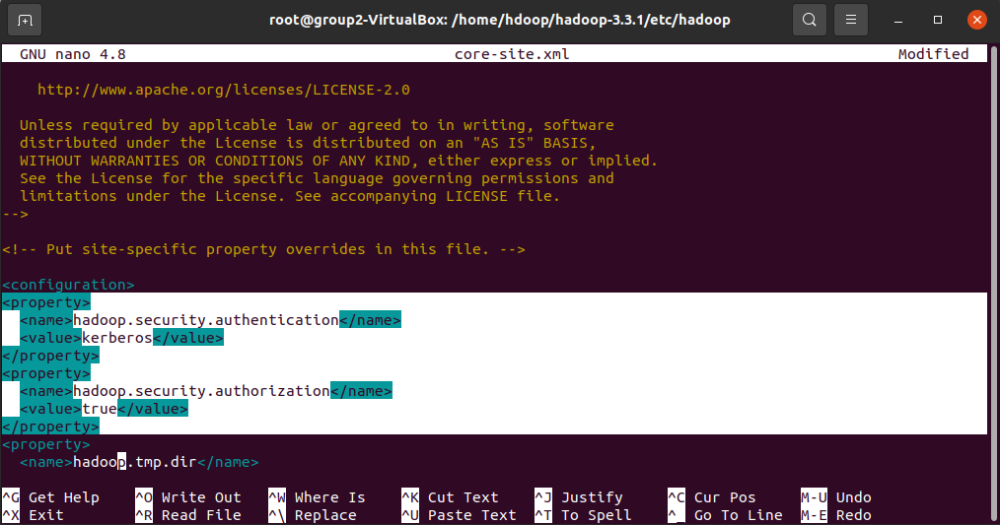 root@group2-VirtualBox: /home/hdoop/hadoop-3.3.1/etc/hadoop
GNU nano 4.8 core-site.xml Modified
http://www.apache.org/licenses/LICENSE-2.0
Unless required by applicable law or agreed to in writing, software
distributed under the License is distributed on an "AS IS" BASIS,
WITHOUT WARRANTIES OR CONDITIONS OF ANY KIND, either express or implied.
See the License for the specific language governing permissions and
limitations under the License. See accompanying LICENSE file.
-->
<!-- Put site-specific property overrides in this file. -->
<configuration>
<property>
<name>hadoop.security.authentication</name>
<value>kerberos</value>
</property>
<property>
<name>hadoop.security.authorization</name>
<value>true</value>
</property>
<property>
<name>hadoop.tmp.dir</name>
^G Get Help ^O Write Out ^W Where Is ^K Cut Text ^J Justify ^C Cur Pos M-U Undo
^X Exit ^R Read File ^\ Replace ^U Paste Text ^T To Spell ^_ Go To Line M-E Redo